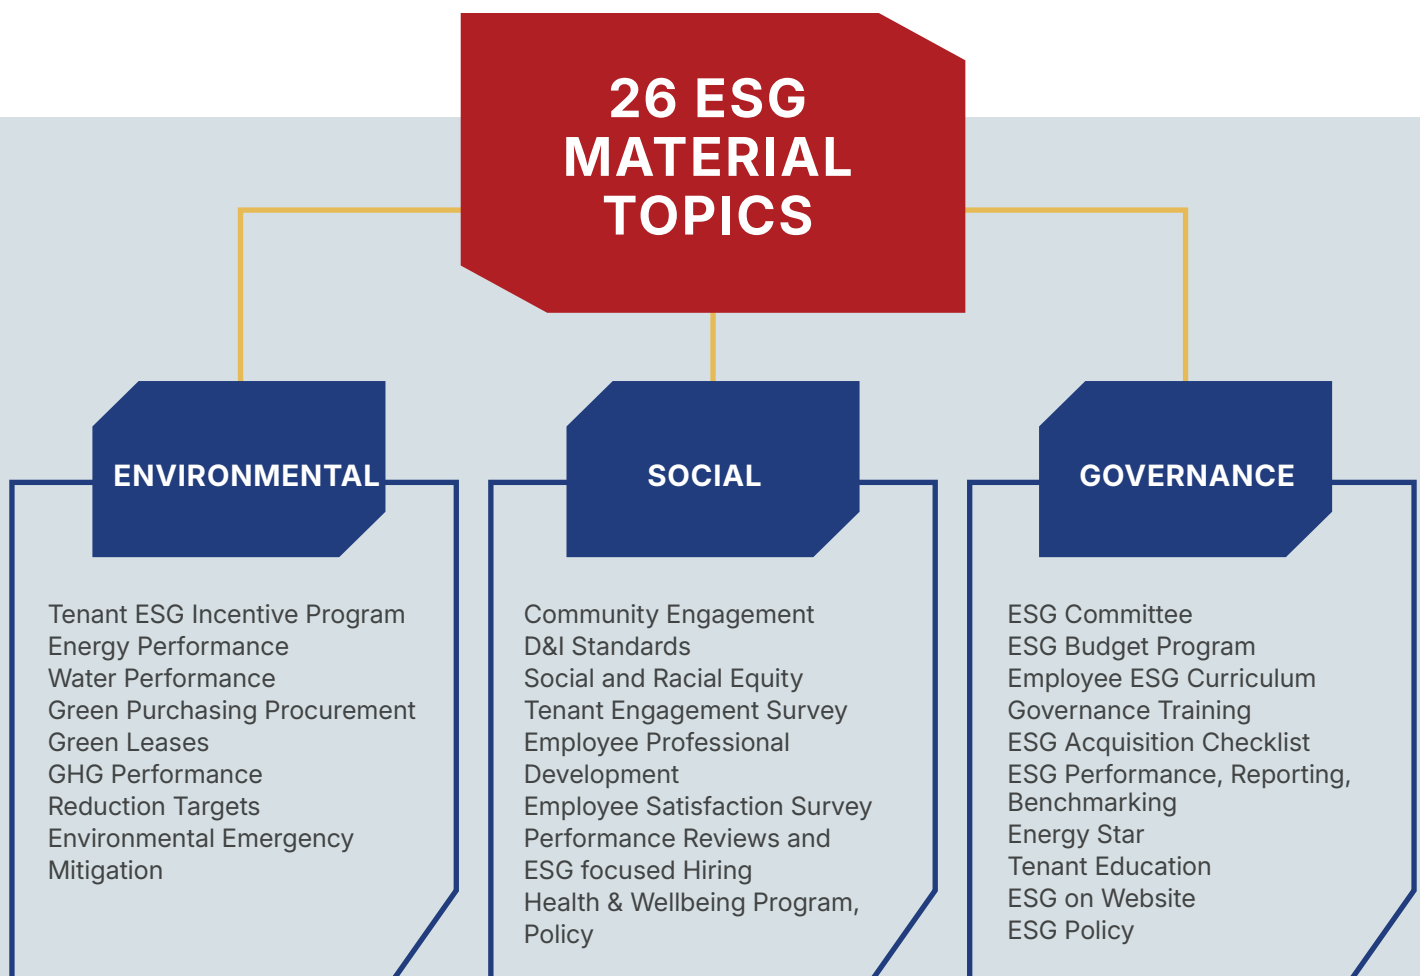 26 ESG
MATERIAL
TOPICS
ENVIRONMENTAL
Tenant ESG Incentive Program
Energy Performance
Water Performance
Green Purchasing Procurement
Green Leases
GHG Performance
Reduction Targets
Environmental Emergency
Mitigation
SOCIAL
Community Engagement
D&I Standards
Social and Racial Equity
Tenant Engagement Survey
Employee Professional
Development
Employee Satisfaction Survey
Performance Reviews and
ESG focused Hiring
Health & Wellbeing Program,
Policy
GOVERNANCE
ESG Committee
ESG Budget Program
Employee ESG Curriculum
Governance Training
ESG Acquisition Checklist
ESG Performance, Reporting,
Benchmarking
Energy Star
Tenant Education
ESG on Website
ESG Policy